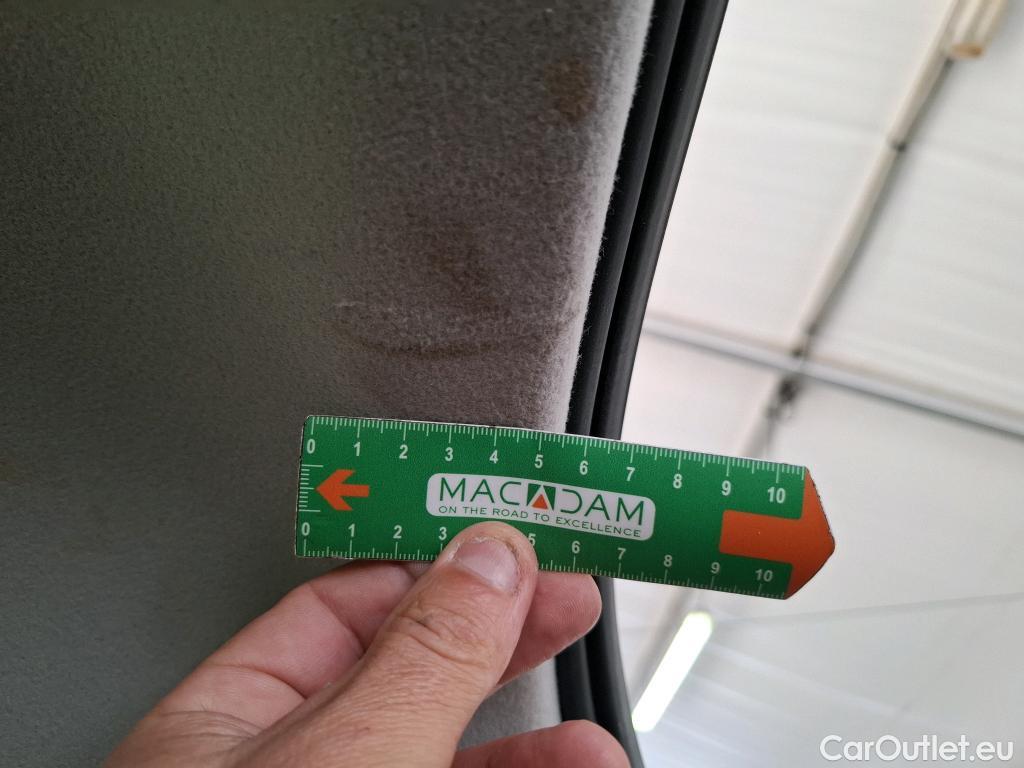 0 1 2 3 4 5 6 7 8 9 10
MACADAM
ON THE ROAD TO EXCELLENCE
0 1 2 3 5 6 7 8 9 10
CarOutlet.eu